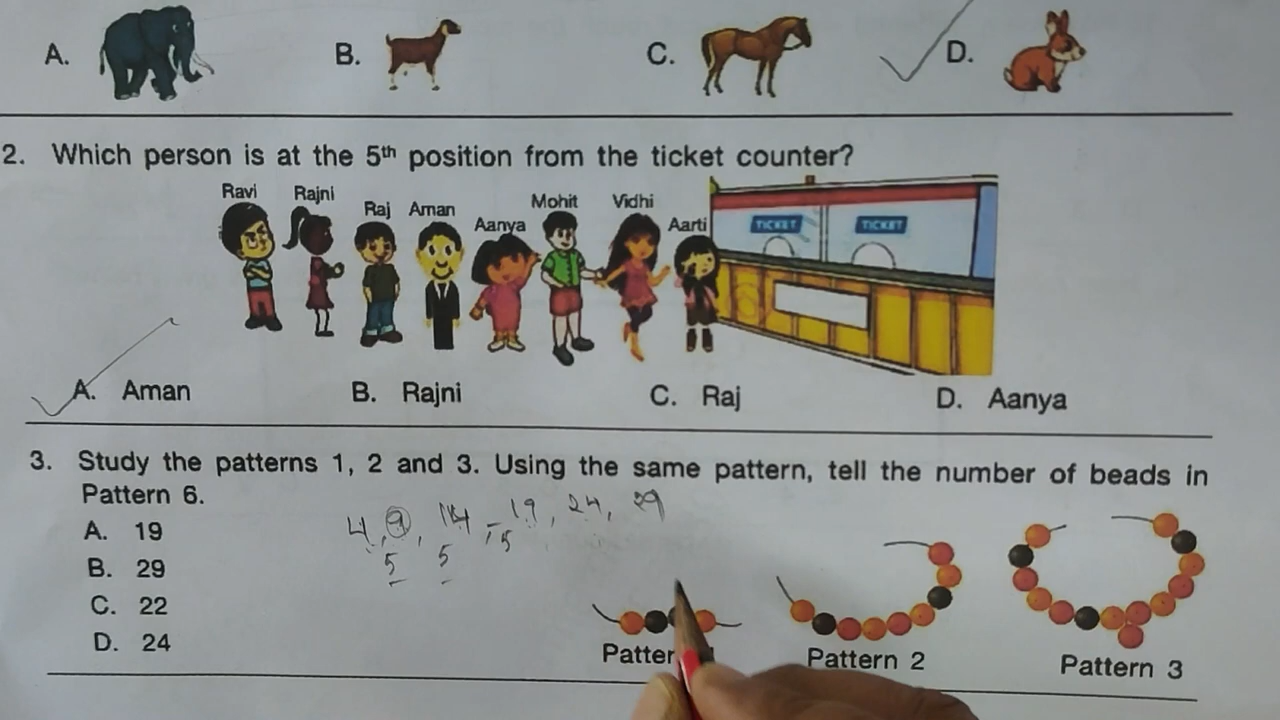 A. B. C. D.
2. Which person is at the 5th position from the ticket counter?
Ravi Rajni Raj Aman Aanya Mohit Vidhi Aarti
TICKET TICKET
A. Aman B. Rajni C. Raj D. Aanya
3. Study the patterns 1, 2 and 3. Using the same pattern, tell the number of beads in
Pattern 6.
4, 9, 14, 19, 24, 29
5 5 5
A. 19
B. 29
C. 22
D. 24
Pattern 2 Pattern 3